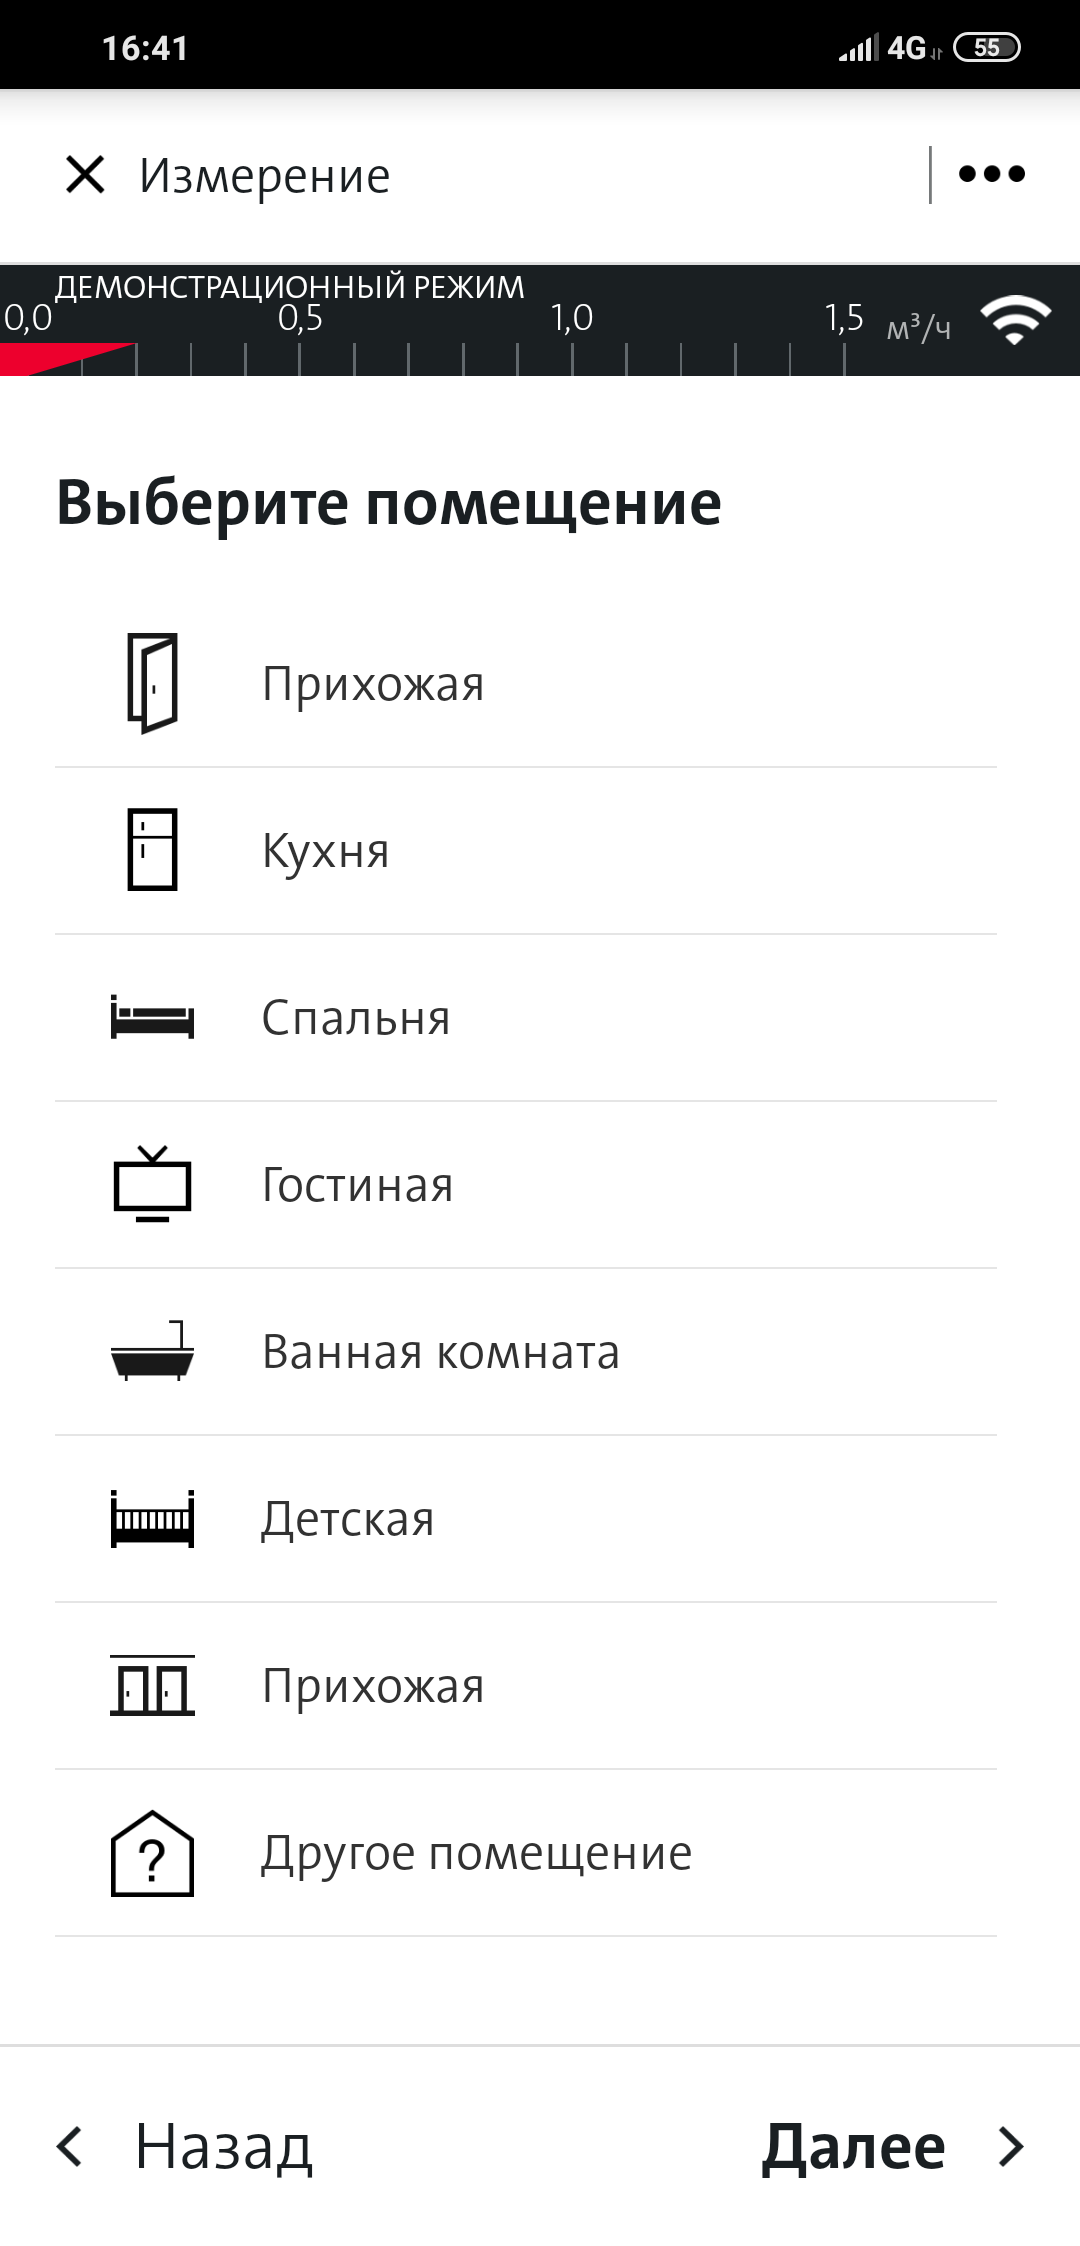 16:41
4G 55
Измерение
ДЕМОНСТРАЦИОННЫЙ РЕЖИМ
0,0 0,5 1,0 1,5 м³/ч
Выберите помещение
Прихожая
Кухня
Спальня
Гостиная
Ванная комната
Детская
Прихожая
? Другое помещение
Назад Далее